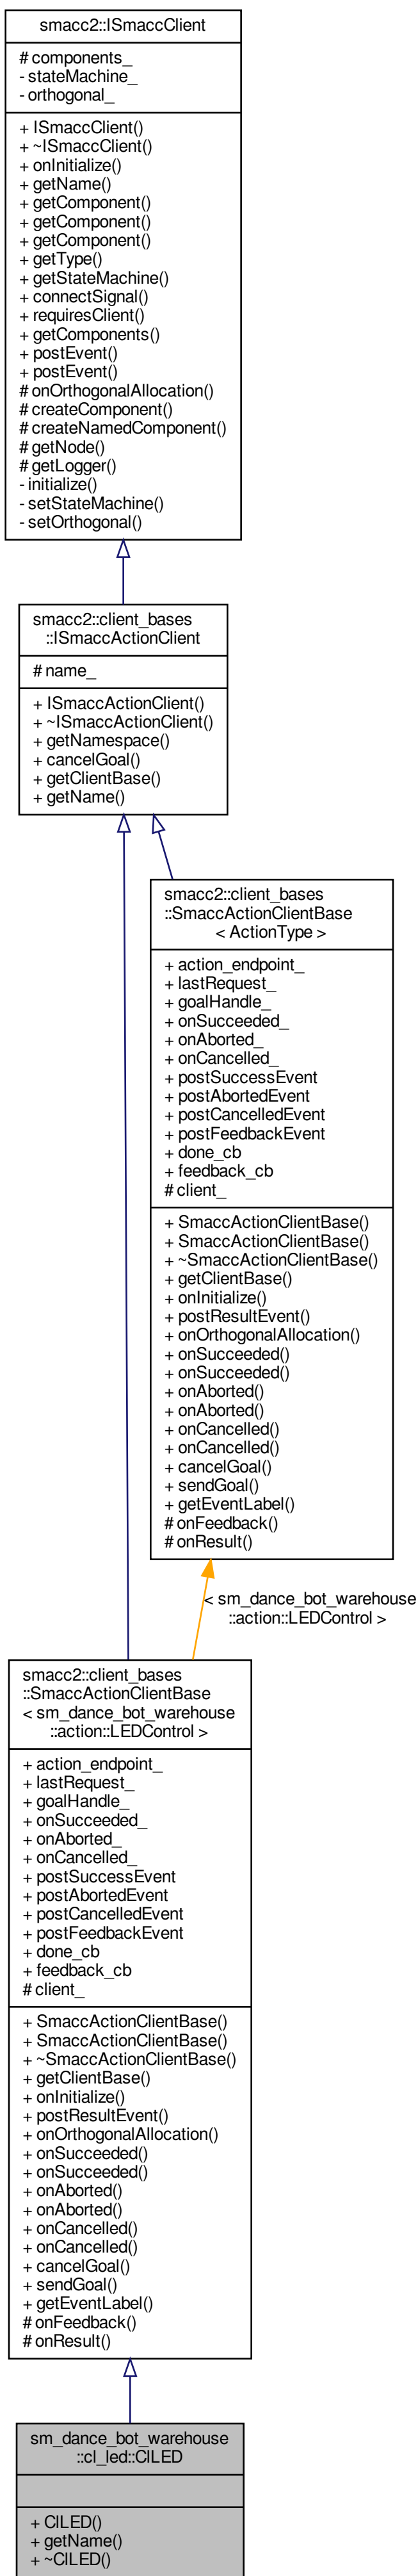 smacc2::ISmaccClient
# components_
- stateMachine_
- orthogonal_
+ ISmaccClient()
+ ~ISmaccClient()
+ onInitialize()
+ getName()
+ getComponent()
+ getComponent()
+ getComponent()
+ getType()
+ getStateMachine()
+ connectSignal()
+ requiresClient()
+ getComponents()
+ postEvent()
+ postEvent()
# onOrthogonalAllocation()
# createComponent()
# createNamedComponent()
# getNode()
# getLogger()
- initialize()
- setStateMachine()
- setOrthogonal()
smacc2::client_bases
::ISmaccActionClient
# name_
+ ISmaccActionClient()
+ ~ISmaccActionClient()
+ getNamespace()
+ cancelGoal()
+ getClientBase()
+ getName()
smacc2::client_bases
::SmaccActionClientBase
< ActionType >
+ action_endpoint_
+ lastRequest_
+ goalHandle_
+ onSucceeded_
+ onAborted_
+ onCancelled_
+ postSuccessEvent
+ postAbortedEvent
+ postCancelledEvent
+ postFeedbackEvent
+ done_cb
+ feedback_cb
# client_
+ SmaccActionClientBase()
+ SmaccActionClientBase()
+ ~SmaccActionClientBase()
+ getClientBase()
+ onInitialize()
+ postResultEvent()
+ onOrthogonalAllocation()
+ onSucceeded()
+ onSucceeded()
+ onAborted()
+ onAborted()
+ onCancelled()
+ onCancelled()
+ cancelGoal()
+ sendGoal()
+ getEventLabel()
# onFeedback()
# onResult()
< sm_dance_bot_warehouse
::action::LEDControl >
smacc2::client_bases
::SmaccActionClientBase
< sm_dance_bot_warehouse
::action::LEDControl >
+ action_endpoint_
+ lastRequest_
+ goalHandle_
+ onSucceeded_
+ onAborted_
+ onCancelled_
+ postSuccessEvent
+ postAbortedEvent
+ postCancelledEvent
+ postFeedbackEvent
+ done_cb
+ feedback_cb
# client_
+ SmaccActionClientBase()
+ SmaccActionClientBase()
+ ~SmaccActionClientBase()
+ getClientBase()
+ onInitialize()
+ postResultEvent()
+ onOrthogonalAllocation()
+ onSucceeded()
+ onSucceeded()
+ onAborted()
+ onAborted()
+ onCancelled()
+ onCancelled()
+ cancelGoal()
+ sendGoal()
+ getEventLabel()
# onFeedback()
# onResult()
sm_dance_bot_warehouse
::cl_led::ClLED
+ ClLED()
+ getName()
+ ~ClLED()